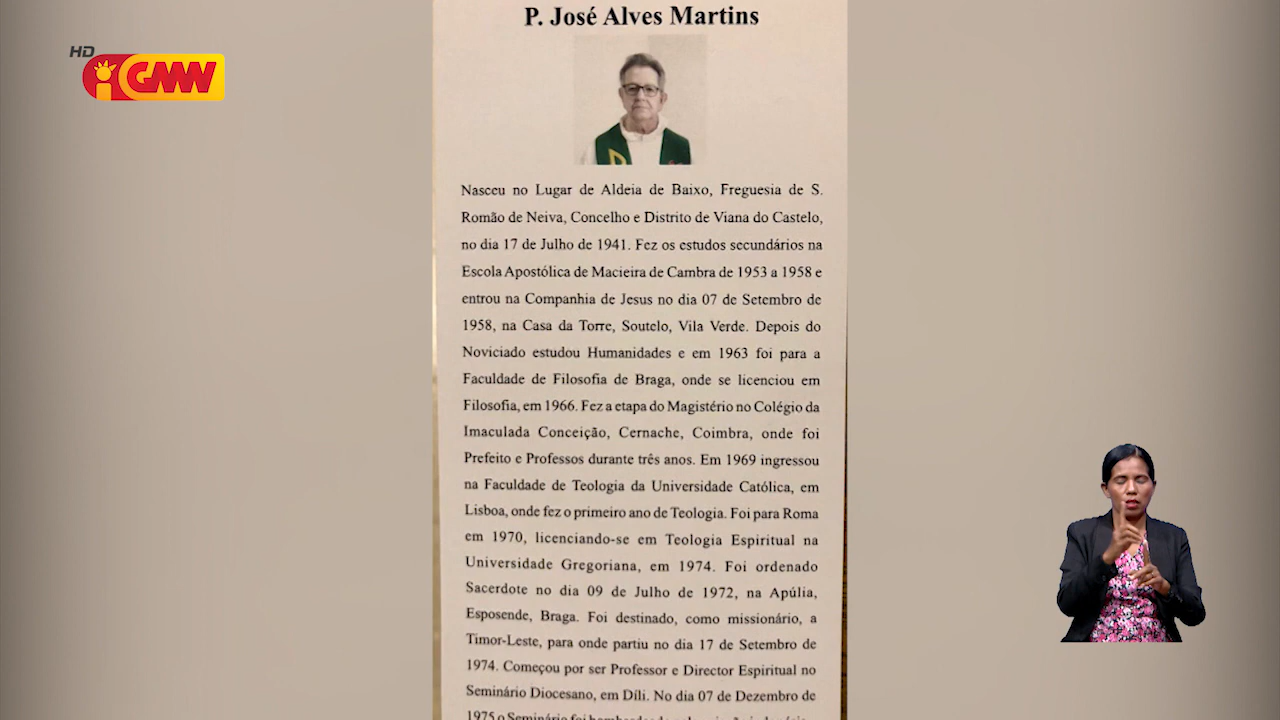 P. José Alves Martins
HD
GMN
Nasceu no Lugar de Aldeia de Baixo, Freguesia de S.
Romão de Neiva, Concelho e Distrito de Viana do Castelo,
no dia 17 de Julho de 1941. Fez os estudos secundários na
Escola Apostólica de Macieira de Cambra de 1953 a 1958 e
entrou na Companhia de Jesus no dia 07 de Setembro de
1958, na Casa da Torre, Soutelo, Vila Verde. Depois do
Noviciado estudou Humanidades e em 1963 foi para a
Faculdade de Filosofia de Braga, onde se licenciou em
Filosofia, em 1966. Fez a etapa do Magistério no Colégio da
Imaculada Conceição, Cernache, Coimbra, onde foi
Prefeito e Professos durante três anos. Em 1969 ingressou
na Faculdade de Teologia da Universidade Católica, em
Lisboa, onde fez o primeiro ano de Teologia. Foi para Roma
em 1970, licenciando-se em Teologia Espiritual na
Universidade Gregoriana, em 1974. Foi ordenado
Sacerdote no dia 09 de Julho de 1972, na Apúlia,
Esposende, Braga. Foi destinado, como missionário, a
Timor-Leste, para onde partiu no dia 17 de Setembro de
1974. Começou por ser Professor e Director Espiritual no
Seminário Diocesano, em Díli. No dia 07 de Dezembro de
1975 o Seminário foi bombardeado